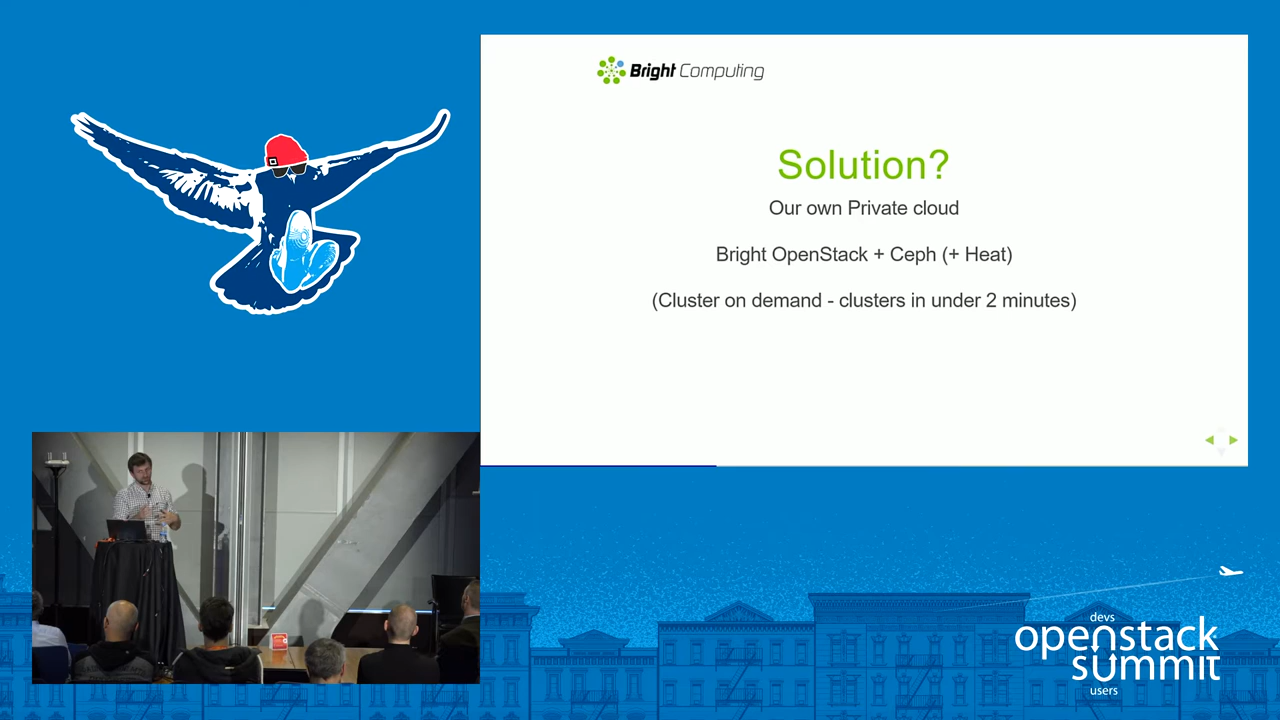 Bright Computing
Solution?
Our own Private cloud
Bright OpenStack + Ceph (+ Heat)
(Cluster on demand - clusters in under 2 minutes)
devs
openstack
summit
users